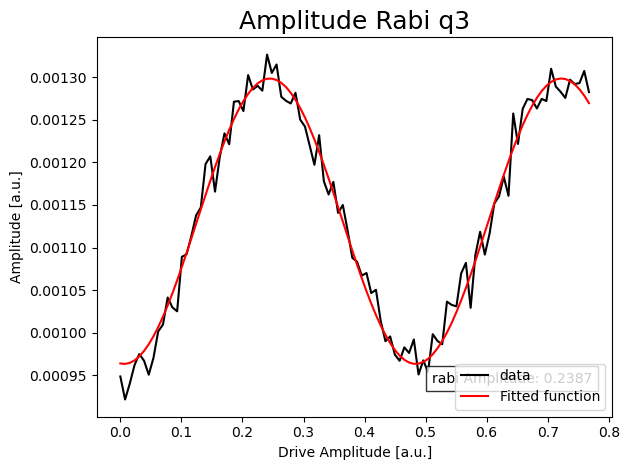 Amplitude Rabi q3
Amplitude [a.u.]
0.00130
0.00125
0.00120
0.00115
0.00110
0.00105
0.00100
0.00095
rabi Amplitude: 0.2387
data
Fitted function
0.0 0.1 0.2 0.3 0.4 0.5 0.6 0.7 0.8
Drive Amplitude [a.u.]